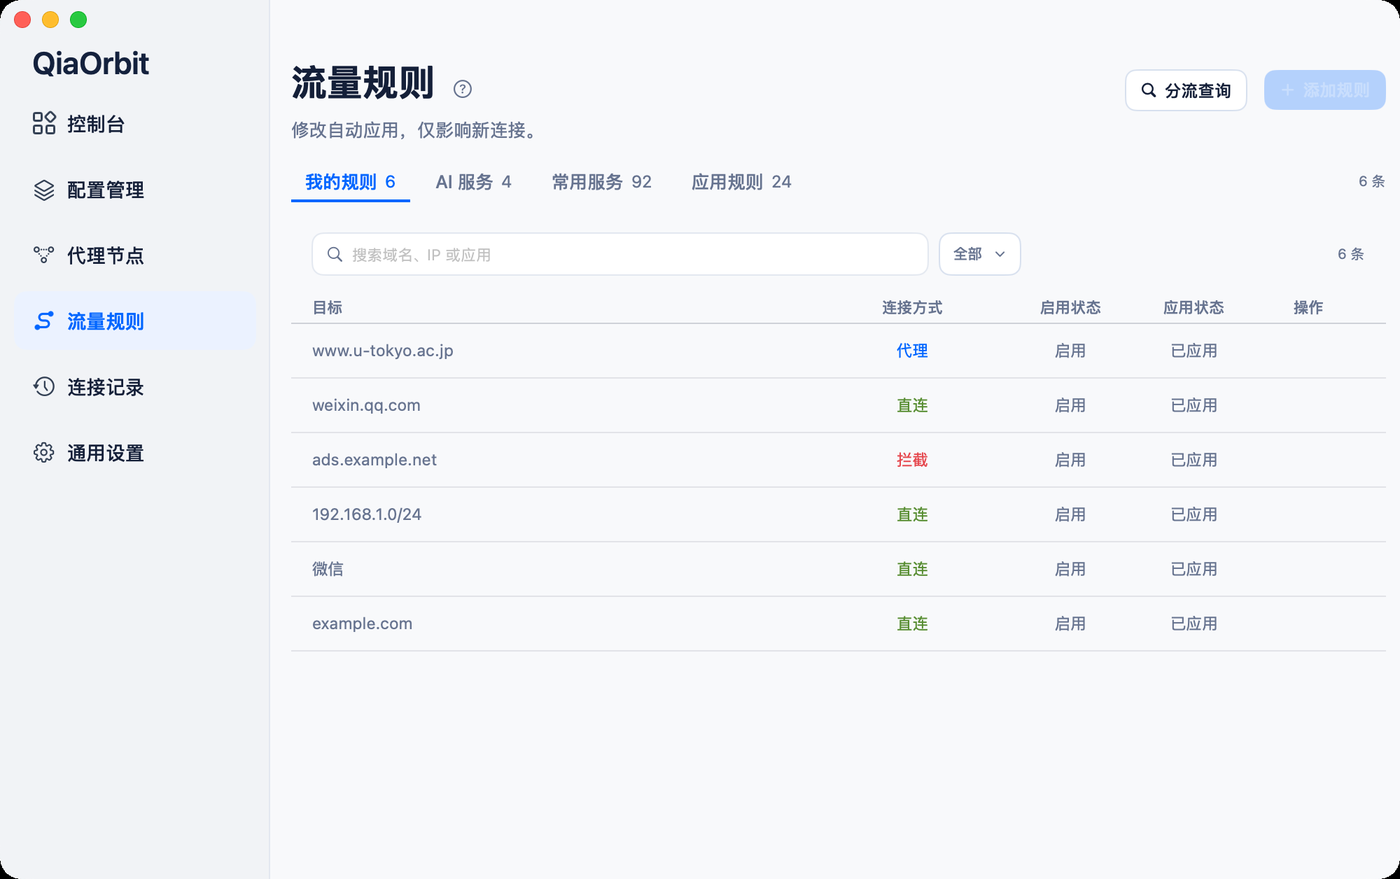 QiaOrbit
控制台
配置管理
代理节点
流量规则
连接记录
通用设置
流量规则 ?
修改自动应用，仅影响新连接。
分流查询
+ 添加规则
我的规则 6 AI 服务 4 常用服务 92 应用规则 24 6 条
搜索域名、IP 或应用 全部 6 条
目标 连接方式 启用状态 应用状态 操作
www.u-tokyo.ac.jp 代理 启用 已应用
weixin.qq.com 直连 启用 已应用
ads.example.net 拦截 启用 已应用
192.168.1.0/24 直连 启用 已应用
微信 直连 启用 已应用
example.com 直连 启用 已应用